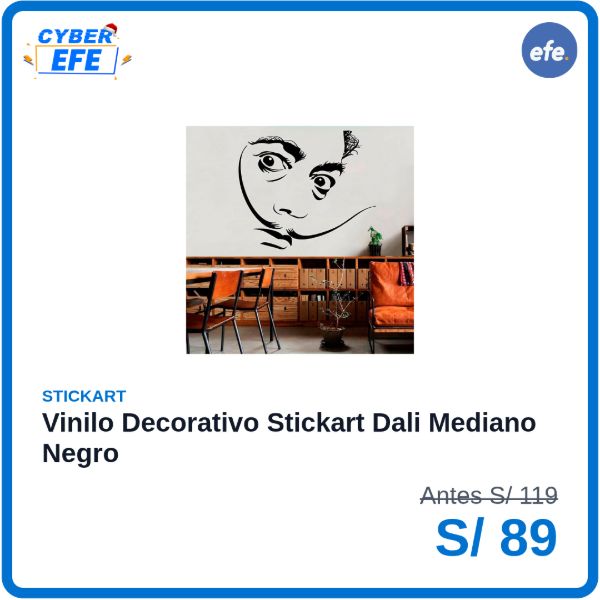 CYBER
EFE
efe.
STICKART
Vinilo Decorativo Stickart Dali Mediano
Negro
Antes S/ 119
S/ 89